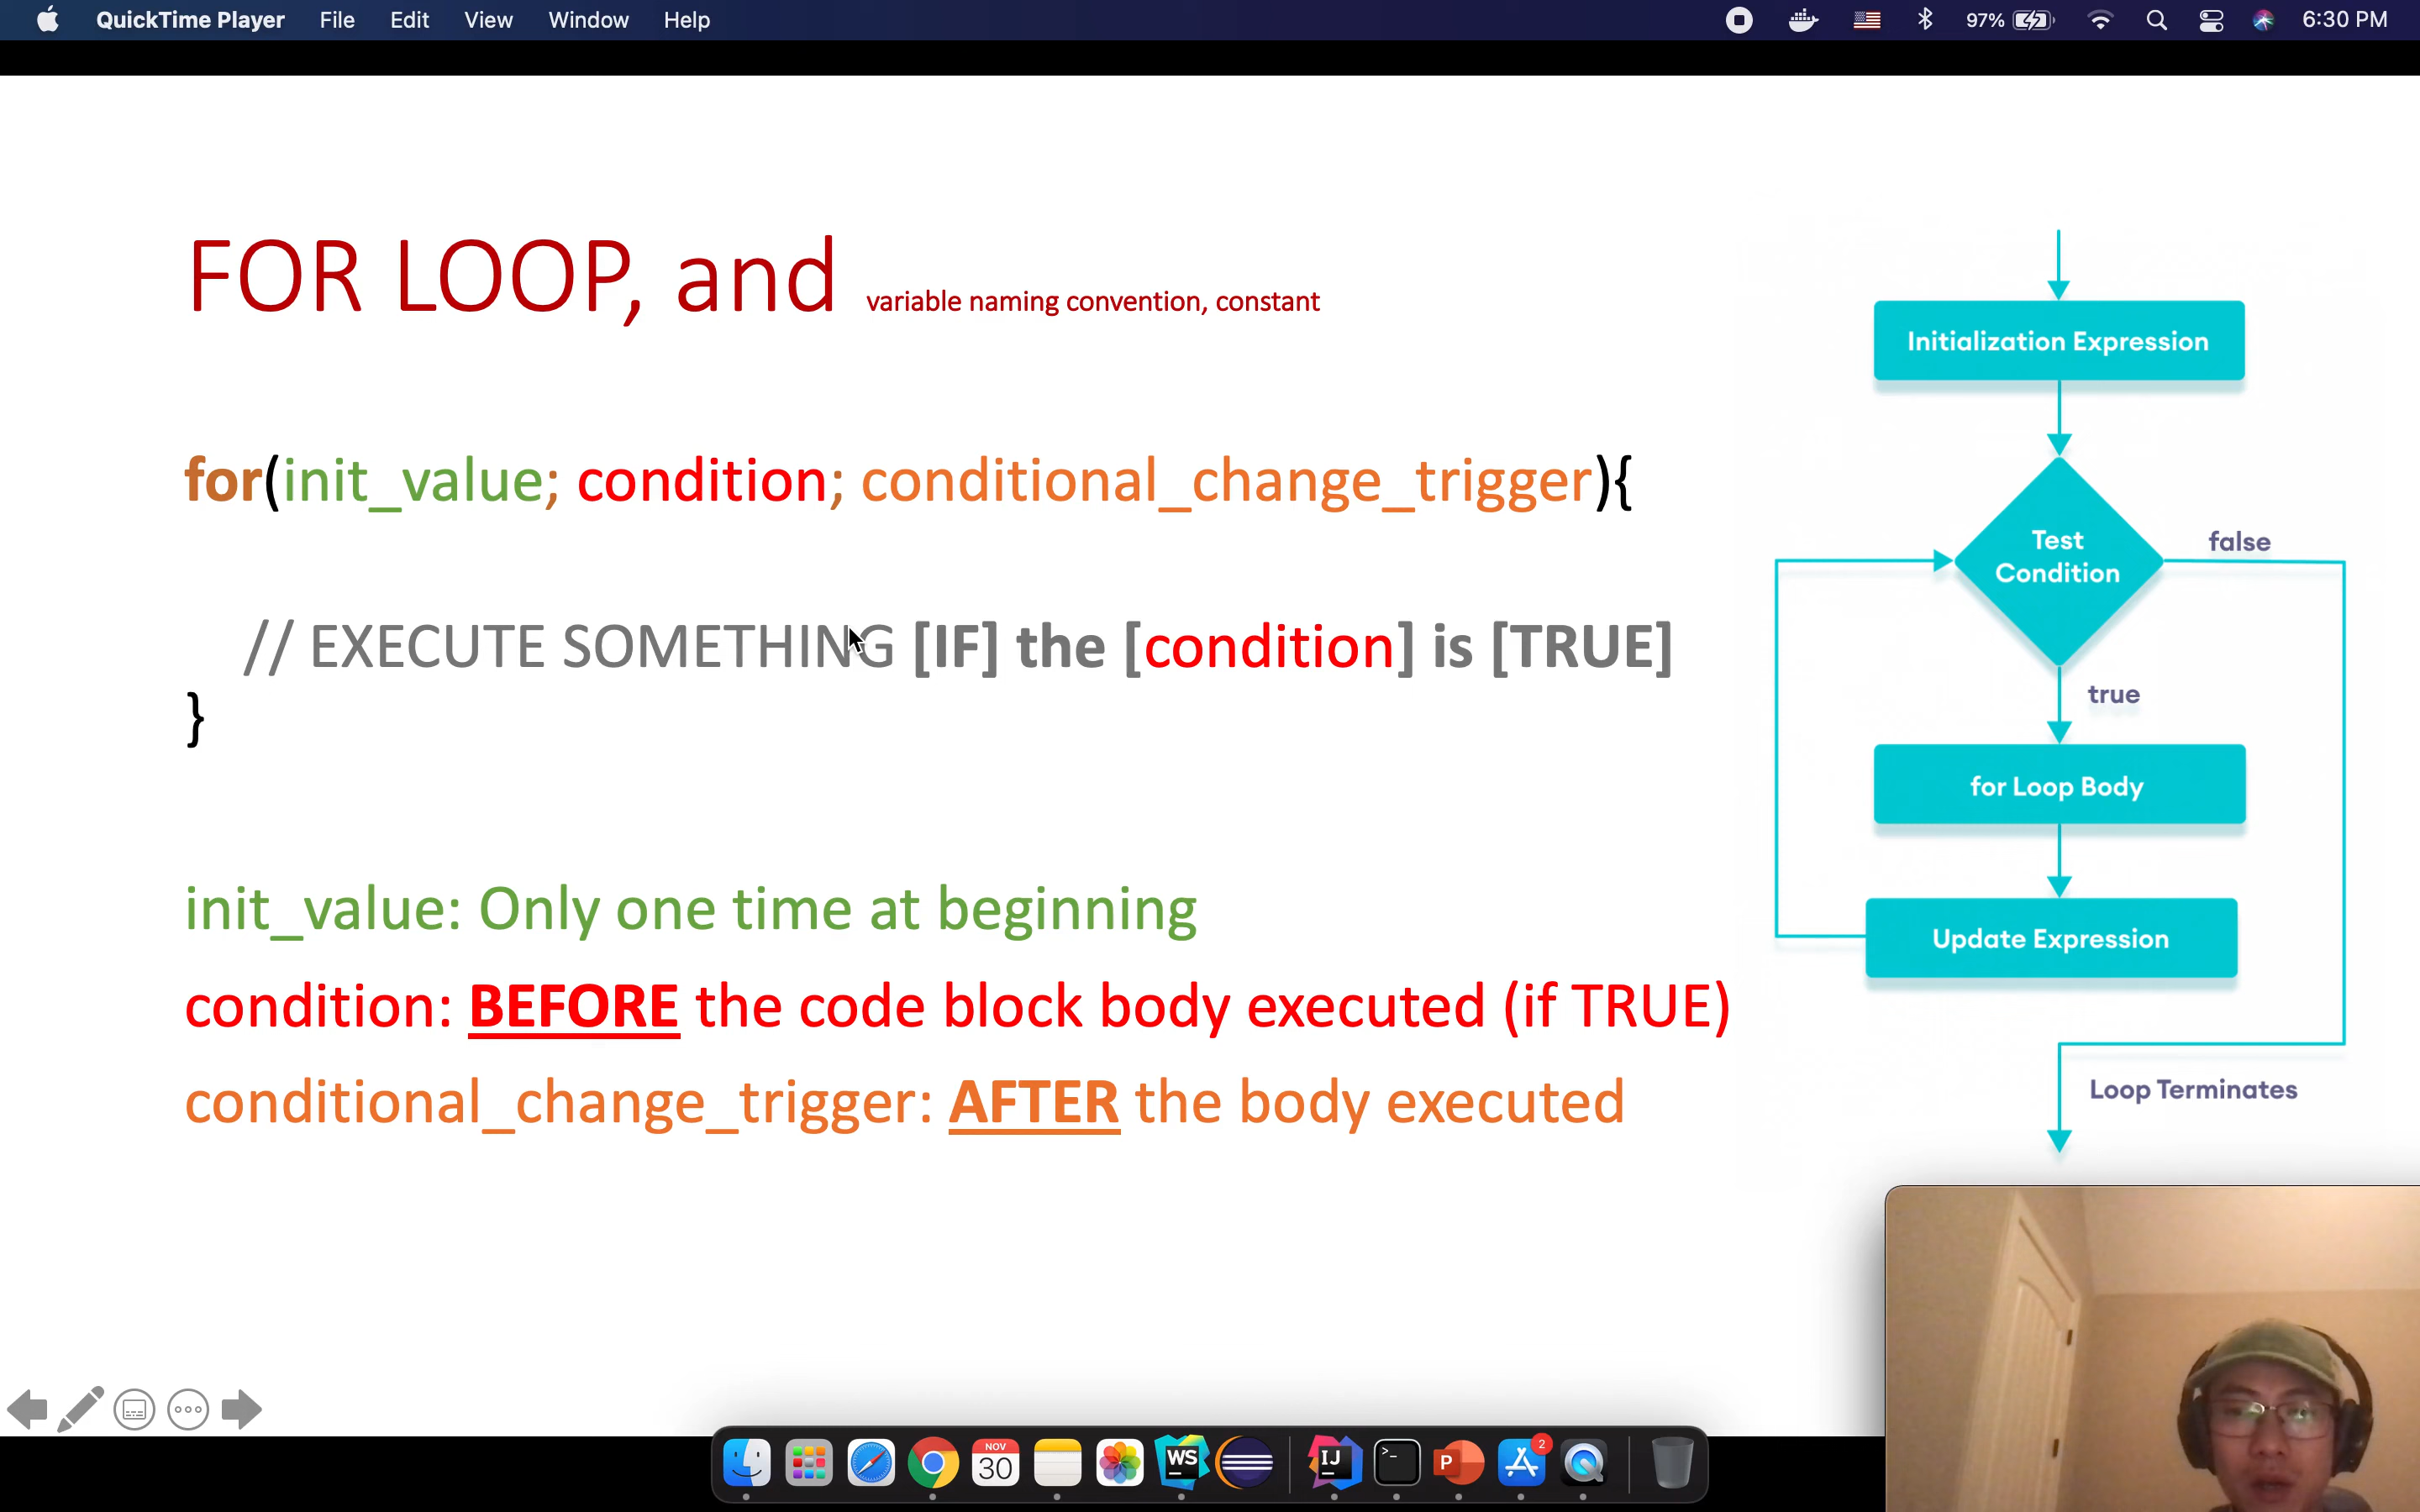 QuickTime Player File Edit View Window Help 97% 6:30 PM
FOR LOOP, and variable naming convention, constant
for(init_value; condition; conditional_change_trigger){
// EXECUTE SOMETHING [IF] the [condition] is [TRUE]
}
init_value: Only one time at beginning
condition: BEFORE the code block body executed (if TRUE)
conditional_change_trigger: AFTER the body executed
Initialization Expression
Test
Condition
false
true
for Loop Body
Update Expression
Loop Terminates
NOV
30
WS
IJ
>_
P
2